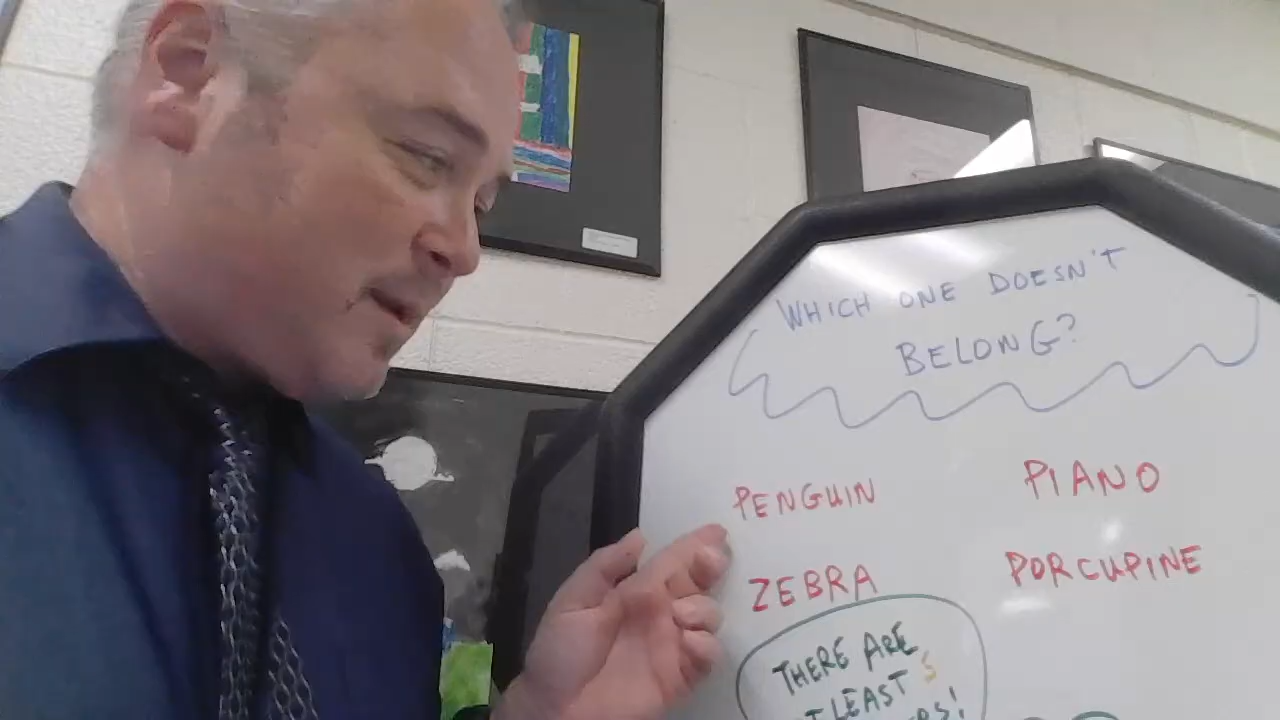 WHICH ONE DOESN'T
BELONG?
PENGUIN PIANO
ZEBRA PORCUPINE
THERE ARE
LEAST 5